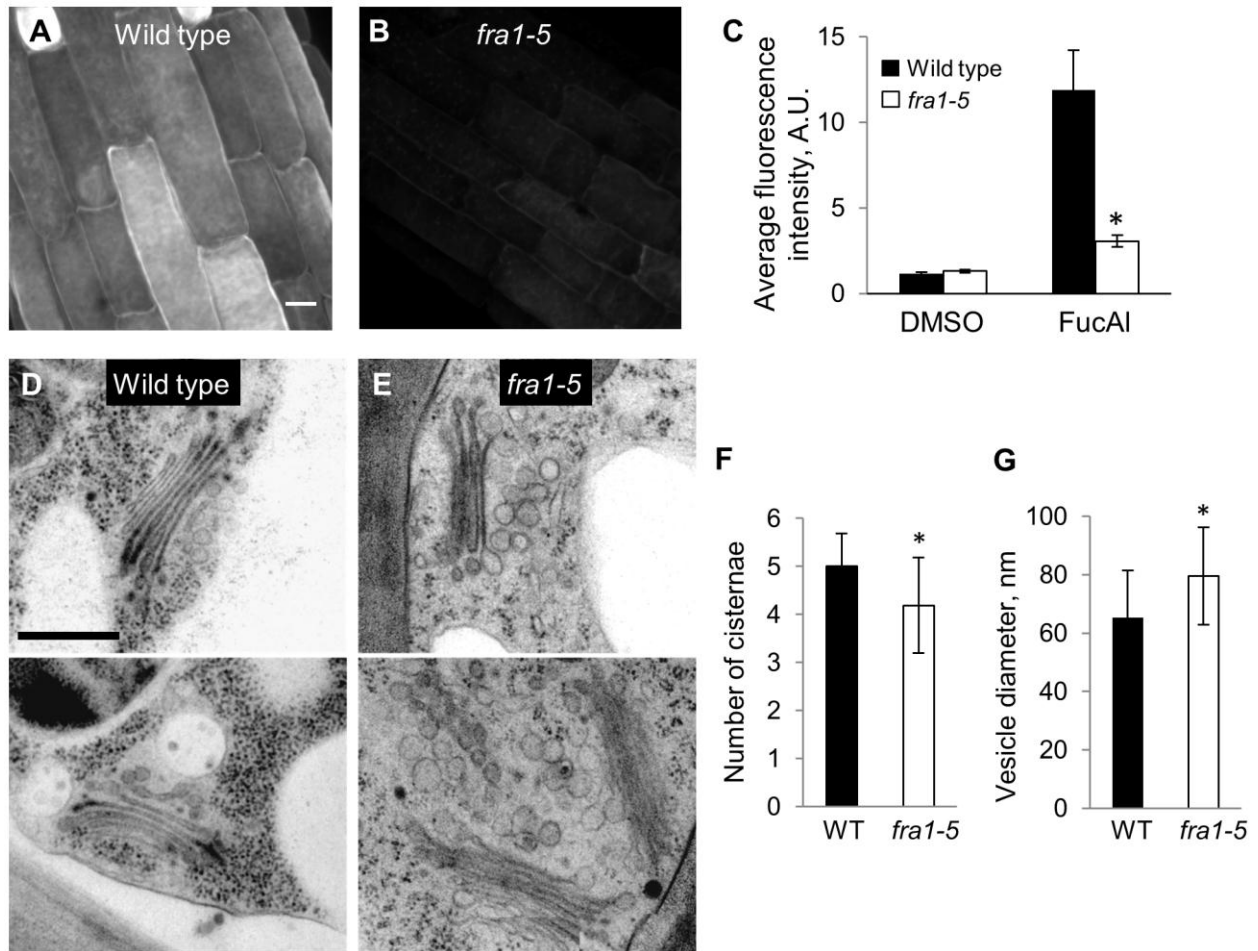 A
Wild type
B
fra1-5
C
Average fluorescence
intensity, A.U.
15
10
5
0
Wild type
fra1-5
*
DMSO
FucAl
D
Wild type
E
fra1-5
F
Number of cisternae
6
5
4
3
2
1
0
*
WT
fra1-5
G
Vesicle diameter, nm
100
80
60
40
20
0
*
WT
fra1-5